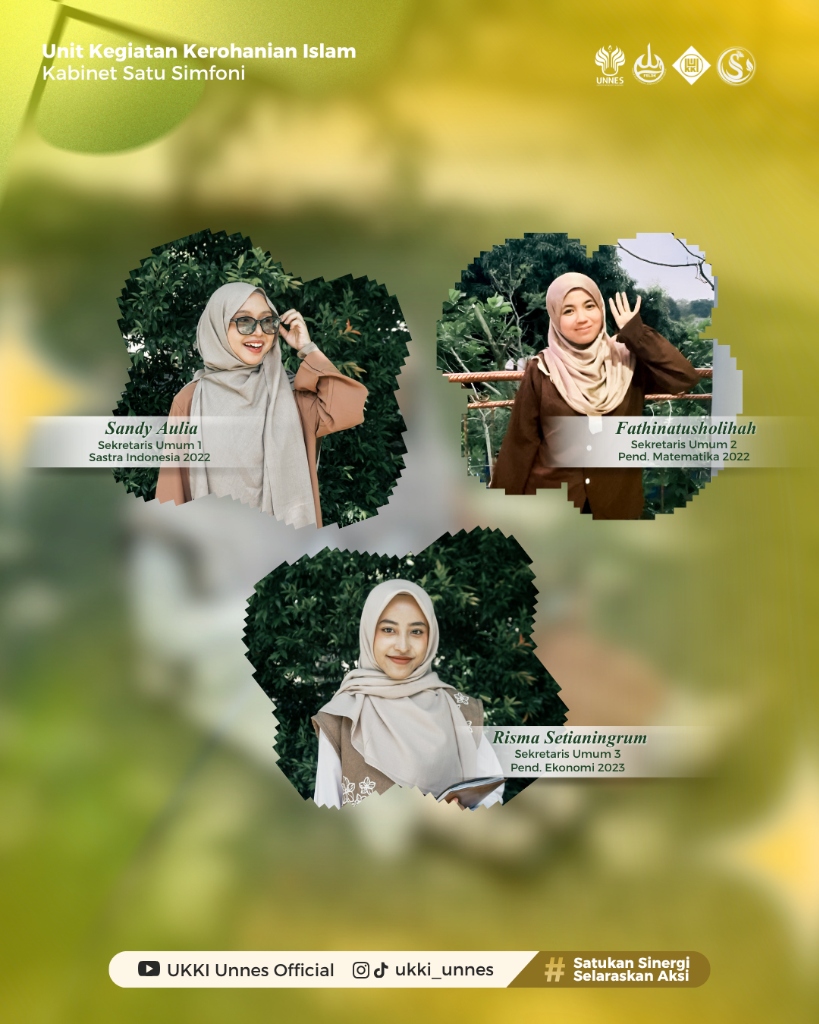 Unit Kegiatan Kerohanian Islam
Kabinet Satu Simfoni
UNNES
Sandy Aulia
Sekretaris Umum 1
Sastra Indonesia 2022
Fathinatusholihah
Sekretaris Umum 2
Pend. Matematika 2022
Risma Setianingrum
Sekretaris Umum 3
Pend. Ekonomi 2023
UKKI Unnes Official
ukki_unnes
# Satukan Sinergi
Selaraskan Aksi